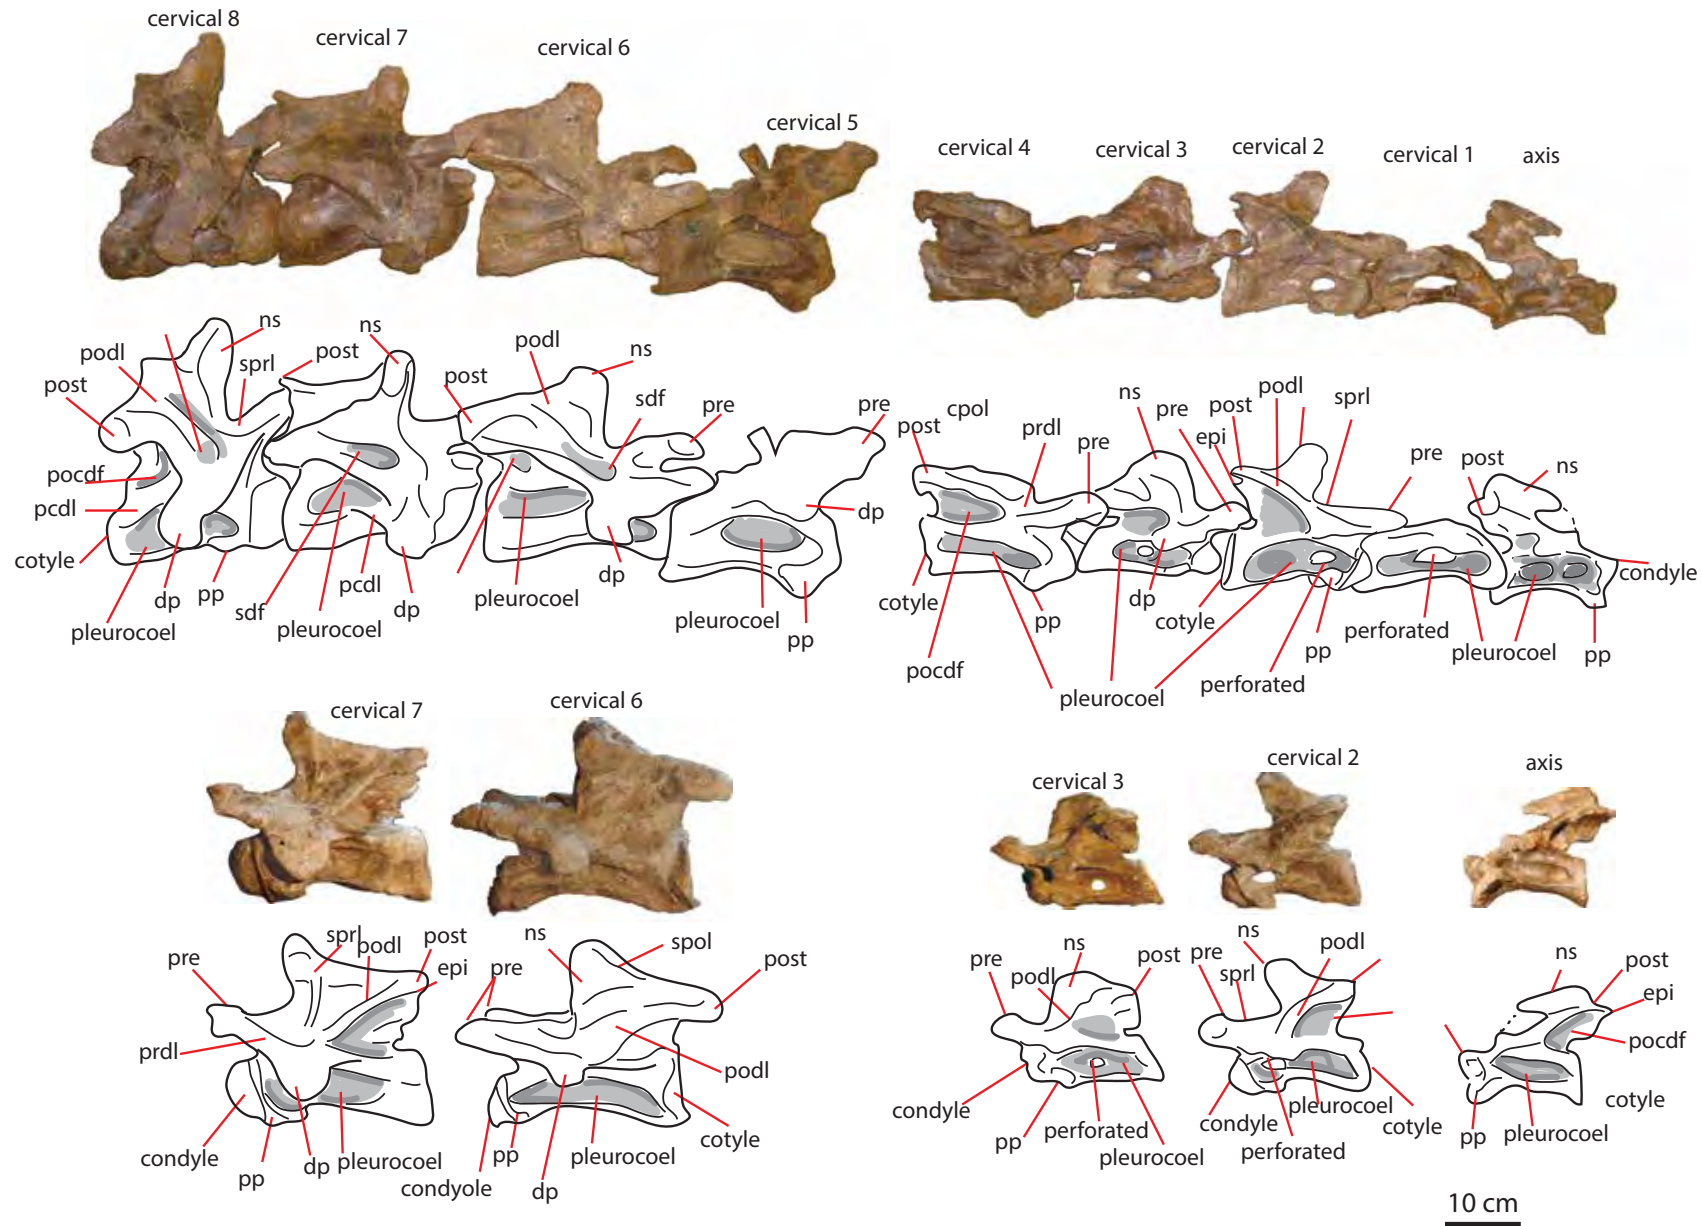 cervical 8
cervical 7
cervical 6
cervical 5
cervical 4
cervical 3
cervical 2
cervical 1
axis
ns
ns
podl
podl
sprl
post
ns
post
post
sdf
pre
pre
pocdf
pcdl
cotyle
dp
pp
pleurocoel
sdf
pleurocoel
pcdl
dp
pleurocoel
dp
pleurocoel
dp
pp
post
cpol
prdl
pre
ns
pre
post
epi
podl
sprl
pre
post
ns
condyle
cotyle
pp
dp
cotyle
pocdf
pleurocoel
perforated
pp
perforated
pleurocoel
pp
cervical 7
cervical 6
cervical 3
cervical 2
axis
pre
sprl
podl
post
epi
prdl
condyle
pp
dp
pleurocoel
ns
pre
spol
post
podl
cotyle
pp
condyole
dp
pleurocoel
pre
ns
podl
post
condyle
pp
perforated
pleurocoel
ns
pre
sprl
podl
condyle
pleurocoel
perforated
cotyle
ns
post
epi
pocdf
cotyle
pp
pleurocoel
10 cm